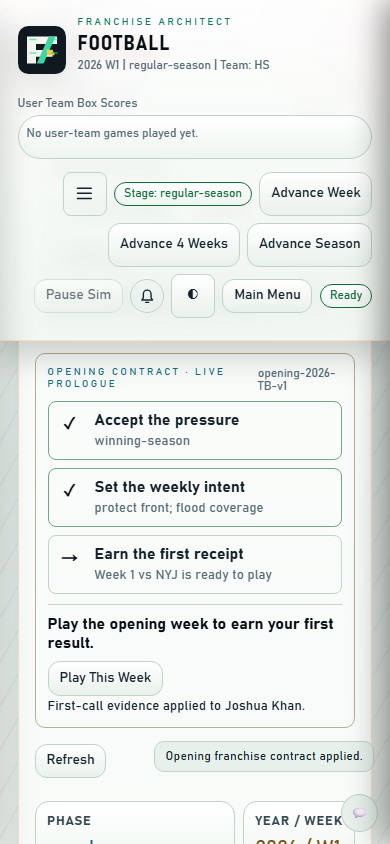 FRANCHISE ARCHITECT
FOOTBALL
2026 W1 | regular-season | Team: HS
User Team Box Scores
No user-team games played yet.
Stage: regular-season
Advance Week
Advance 4 Weeks
Advance Season
Pause Sim
Main Menu
Ready
OPENING CONTRACT · LIVE
PROLOGUE
opening-2026-
TB-v1
✓ Accept the pressure
winning-season
✓ Set the weekly intent
protect front; flood coverage
→ Earn the first receipt
Week 1 vs NYJ is ready to play
Play the opening week to earn your first
result.
Play This Week
First-call evidence applied to Joshua Khan.
Refresh
Opening franchise contract applied.
PHASE
YEAR / WEEK